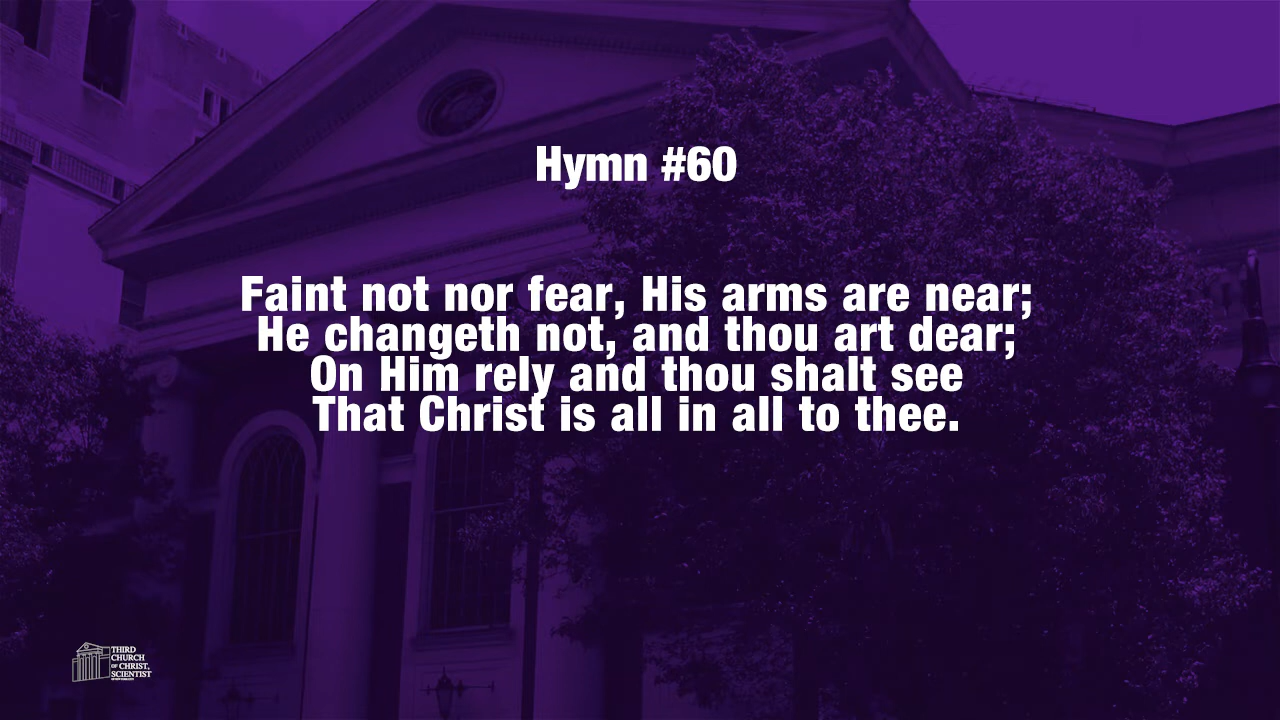 Hymn #60
Faint not nor fear, His arms are near;
He changeth not, and thou art dear;
On Him rely and thou shalt see
That Christ is all in all to thee.
THIRD
CHURCH
OF CHRIST,
SCIENTIST